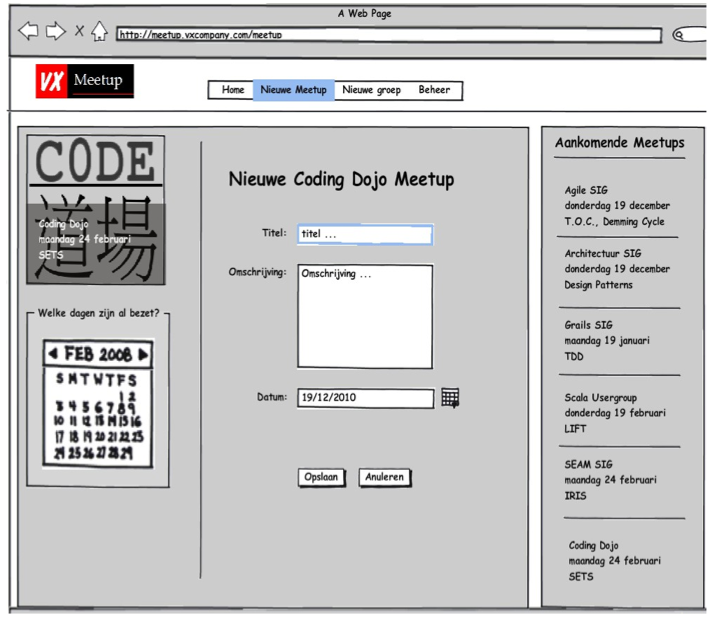 A Web Page
X
http://meetup.vxcompany.com/meetup
VX Meetup
Home Nieuwe Meetup Nieuwe groep Beheer
CODE
道場
Coding Dojo
maandag 24 februari
SETS
Welke dagen zijn al bezet?
FEB 2008
S M T W T F S
1 2
3 4 5 6 7 8 9
10 11 12 13 14 15 16
17 18 19 20 21 22 23
24 25 26 27 28 29
Nieuwe Coding Dojo Meetup
Titel: titel ...
Omschrijving: Omschrijving ...
Datum: 19/12/2010
Opslaan Anuleren
Aankomende Meetups
Agile SIG
donderdag 19 december
T.O.C., Demming Cycle
Architectuur SIG
donderdag 19 december
Design Patterns
Grails SIG
maandag 19 januari
TDD
Scala Usergroup
donderdag 19 februari
LIFT
SEAM SIG
maandag 24 februari
IRIS
Coding Dojo
maandag 24 februari
SETS